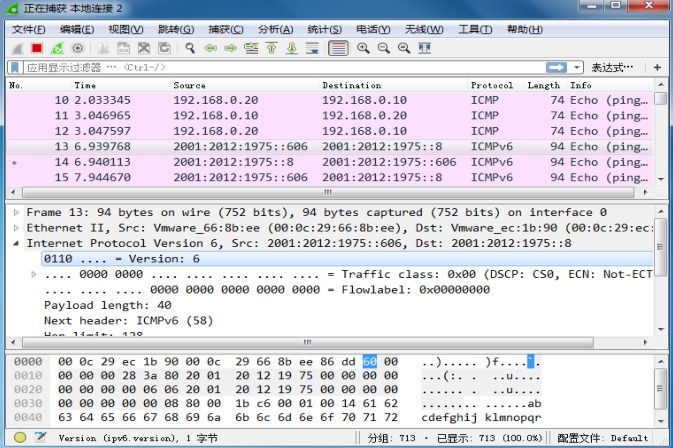 正在捕获 本地连接 2
文件(F) 编辑(E) 视图(V) 跳转(G) 捕获(C) 分析(A) 统计(S) 电话(Y) 无线(W) 工具(T) 帮助(H)
应用显示过滤器 … <Ctrl-/> 表达式… +
No. Time Source Destination Protocol Length Info
10 2.033345 192.168.0.20 192.168.0.10 ICMP 74 Echo (ping…
11 3.046965 192.168.0.10 192.168.0.20 ICMP 74 Echo (ping…
12 3.047597 192.168.0.20 192.168.0.10 ICMP 74 Echo (ping…
13 6.939768 2001:2012:1975::606 2001:2012:1975::8 ICMPv6 94 Echo (ping…
14 6.940113 2001:2012:1975::8 2001:2012:1975::606 ICMPv6 94 Echo (ping…
15 7.944670 2001:2012:1975::606 2001:2012:1975::8 ICMPv6 94 Echo (ping…
Frame 13: 94 bytes on wire (752 bits), 94 bytes captured (752 bits) on interface 0
Ethernet II, Src: Vmware_66:8b:ee (00:0c:29:66:8b:ee), Dst: Vmware_ec:1b:90 (00:0c:29:ec:
Internet Protocol Version 6, Src: 2001:2012:1975::606, Dst: 2001:2012:1975::8
0110 .... = Version: 6
.... 0000 0000 .... .... .... .... .... = Traffic class: 0x00 (DSCP: CS0, ECN: Not-ECT
.... .... .... 0000 0000 0000 0000 0000 = Flowlabel: 0x00000000
Payload length: 40
Next header: ICMPv6 (58)
Hop limit: 128
0000 00 0c 29 ec 1b 90 00 0c 29 66 8b ee 86 dd 60 00 ..)..... )f....`.
0010 00 00 00 28 3a 80 20 01 20 12 19 75 00 00 00 00 ...(:. . ..u....
0020 00 00 00 00 06 06 20 01 20 12 19 75 00 00 00 00 ...... . ..u....
0030 00 00 00 00 00 08 80 00 1b c6 00 01 00 14 61 62 ........ ......ab
0040 63 64 65 66 67 68 69 6a 6b 6c 6d 6e 6f 70 71 72 cdefghij klmnopqr
Version (ipv6.version), 1 字节 分组: 713 · 已显示: 713 (100.0%) 配置文件: Default